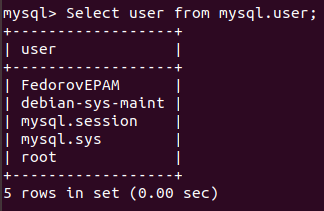 mysql> Select user from mysql.user;
+------------------+
| user             |
+------------------+
| FedorovEPAM      |
| debian-sys-maint |
| mysql.session    |
| mysql.sys        |
| root             |
+------------------+
5 rows in set (0.00 sec)